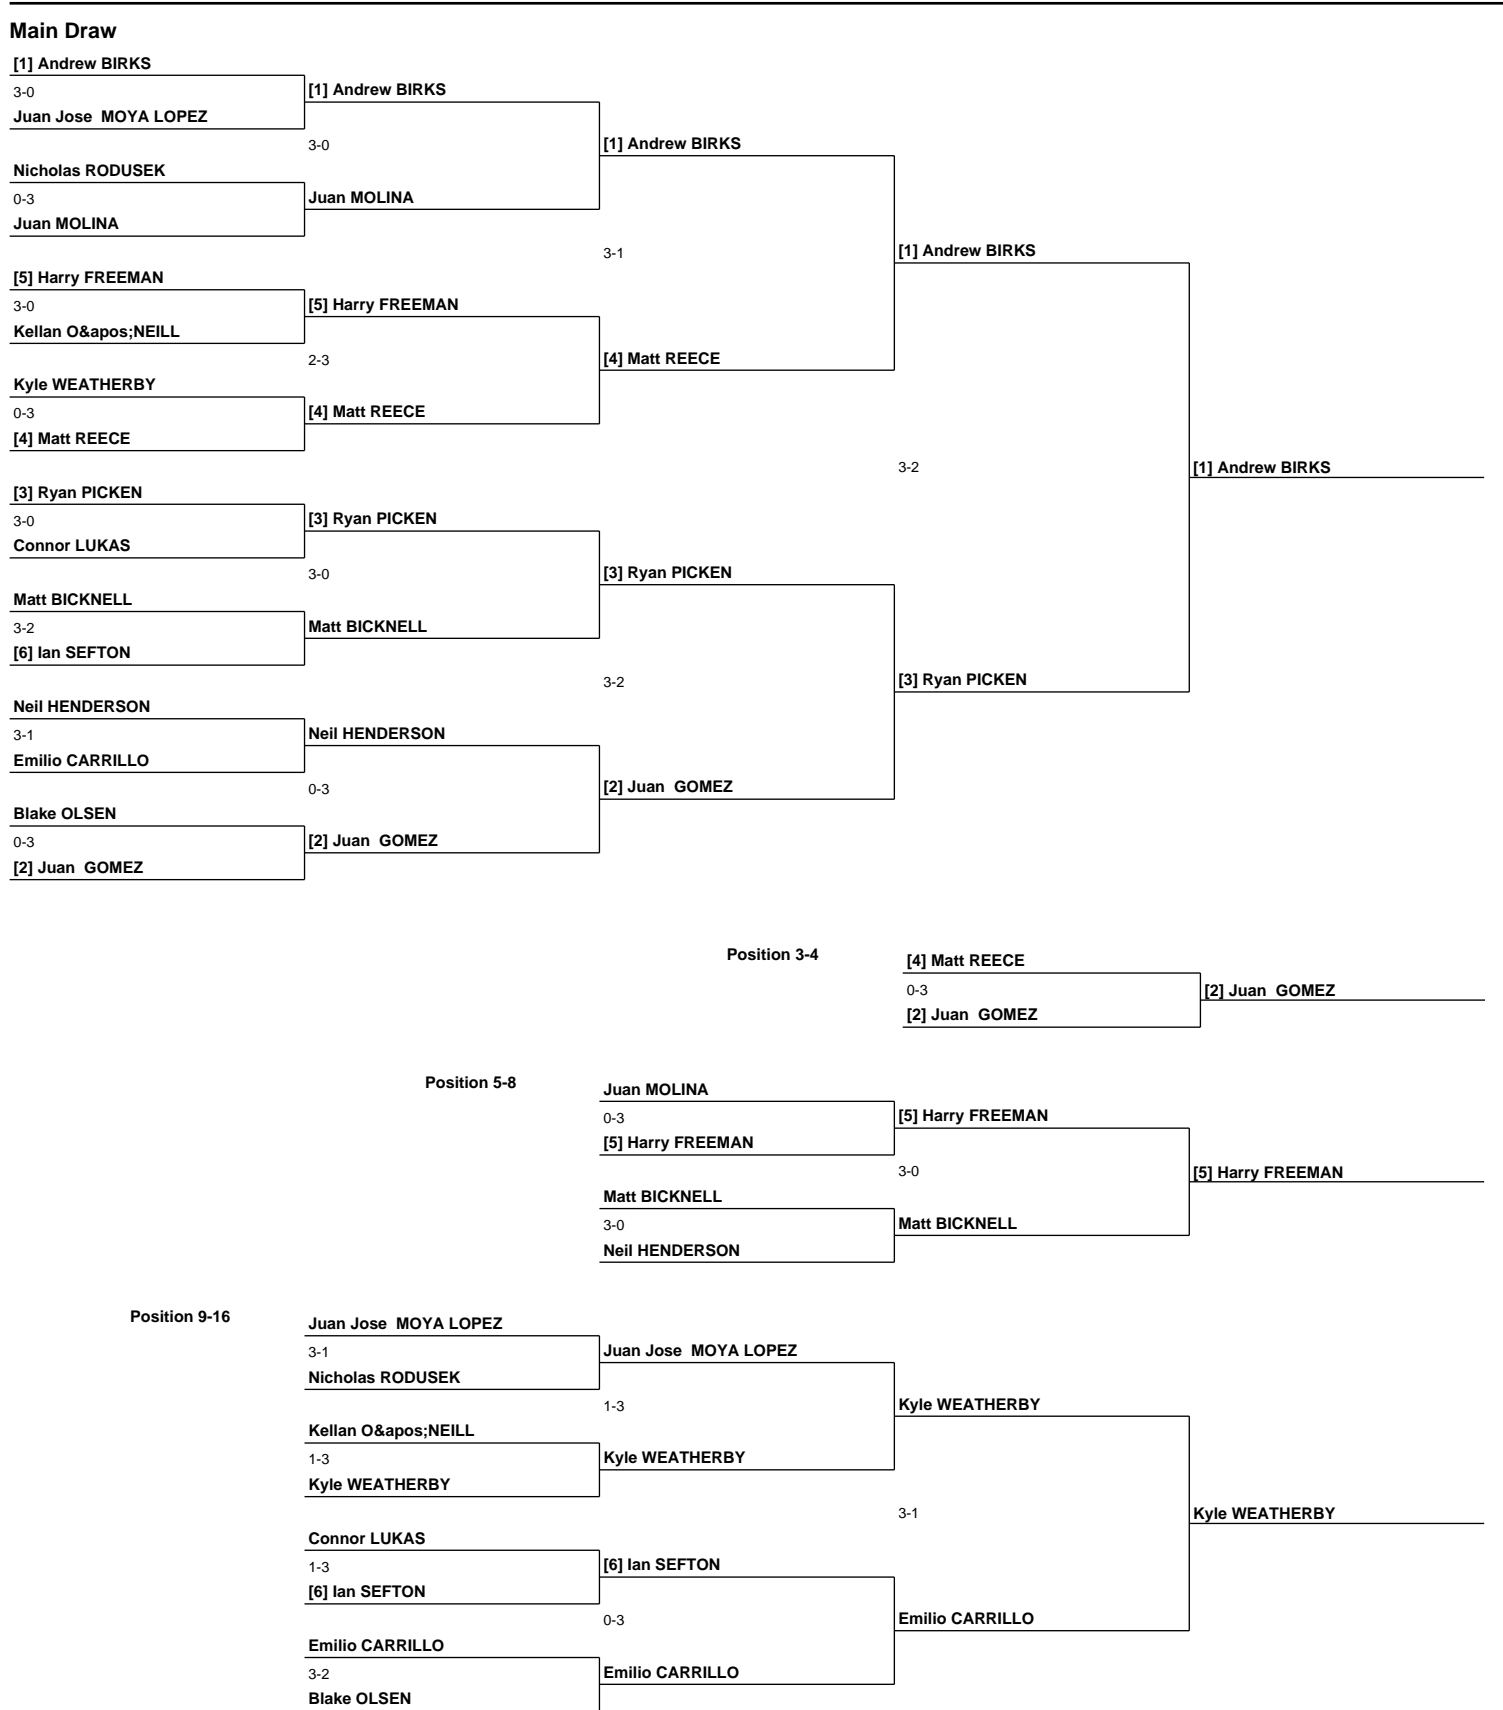 Main Draw
[1] Andrew BIRKS
3-0
Juan Jose  MOYA LOPEZ
[1] Andrew BIRKS
3-0
[1] Andrew BIRKS
Nicholas RODUSEK
0-3
Juan MOLINA
Juan MOLINA
3-1
[1] Andrew BIRKS
[5] Harry FREEMAN
3-0
Kellan O&apos;NEILL
[5] Harry FREEMAN
2-3
[4] Matt REECE
Kyle WEATHERBY
0-3
[4] Matt REECE
[4] Matt REECE
3-2
[1] Andrew BIRKS
[3] Ryan PICKEN
3-0
Connor LUKAS
[3] Ryan PICKEN
3-0
[3] Ryan PICKEN
Matt BICKNELL
3-2
[6] Ian SEFTON
Matt BICKNELL
3-2
[3] Ryan PICKEN
Neil HENDERSON
3-1
Emilio CARRILLO
Neil HENDERSON
0-3
[2] Juan  GOMEZ
Blake OLSEN
0-3
[2] Juan  GOMEZ
[2] Juan  GOMEZ
Position 3-4
[4] Matt REECE
0-3
[2] Juan  GOMEZ
[2] Juan  GOMEZ
Position 5-8
Juan MOLINA
0-3
[5] Harry FREEMAN
[5] Harry FREEMAN
3-0
[5] Harry FREEMAN
Matt BICKNELL
3-0
Neil HENDERSON
Matt BICKNELL
Position 9-16
Juan Jose  MOYA LOPEZ
3-1
Nicholas RODUSEK
Juan Jose  MOYA LOPEZ
1-3
Kyle WEATHERBY
Kellan O&apos;NEILL
1-3
Kyle WEATHERBY
Kyle WEATHERBY
3-1
Kyle WEATHERBY
Connor LUKAS
1-3
[6] Ian SEFTON
[6] Ian SEFTON
0-3
Emilio CARRILLO
Emilio CARRILLO
3-2
Blake OLSEN
Emilio CARRILLO